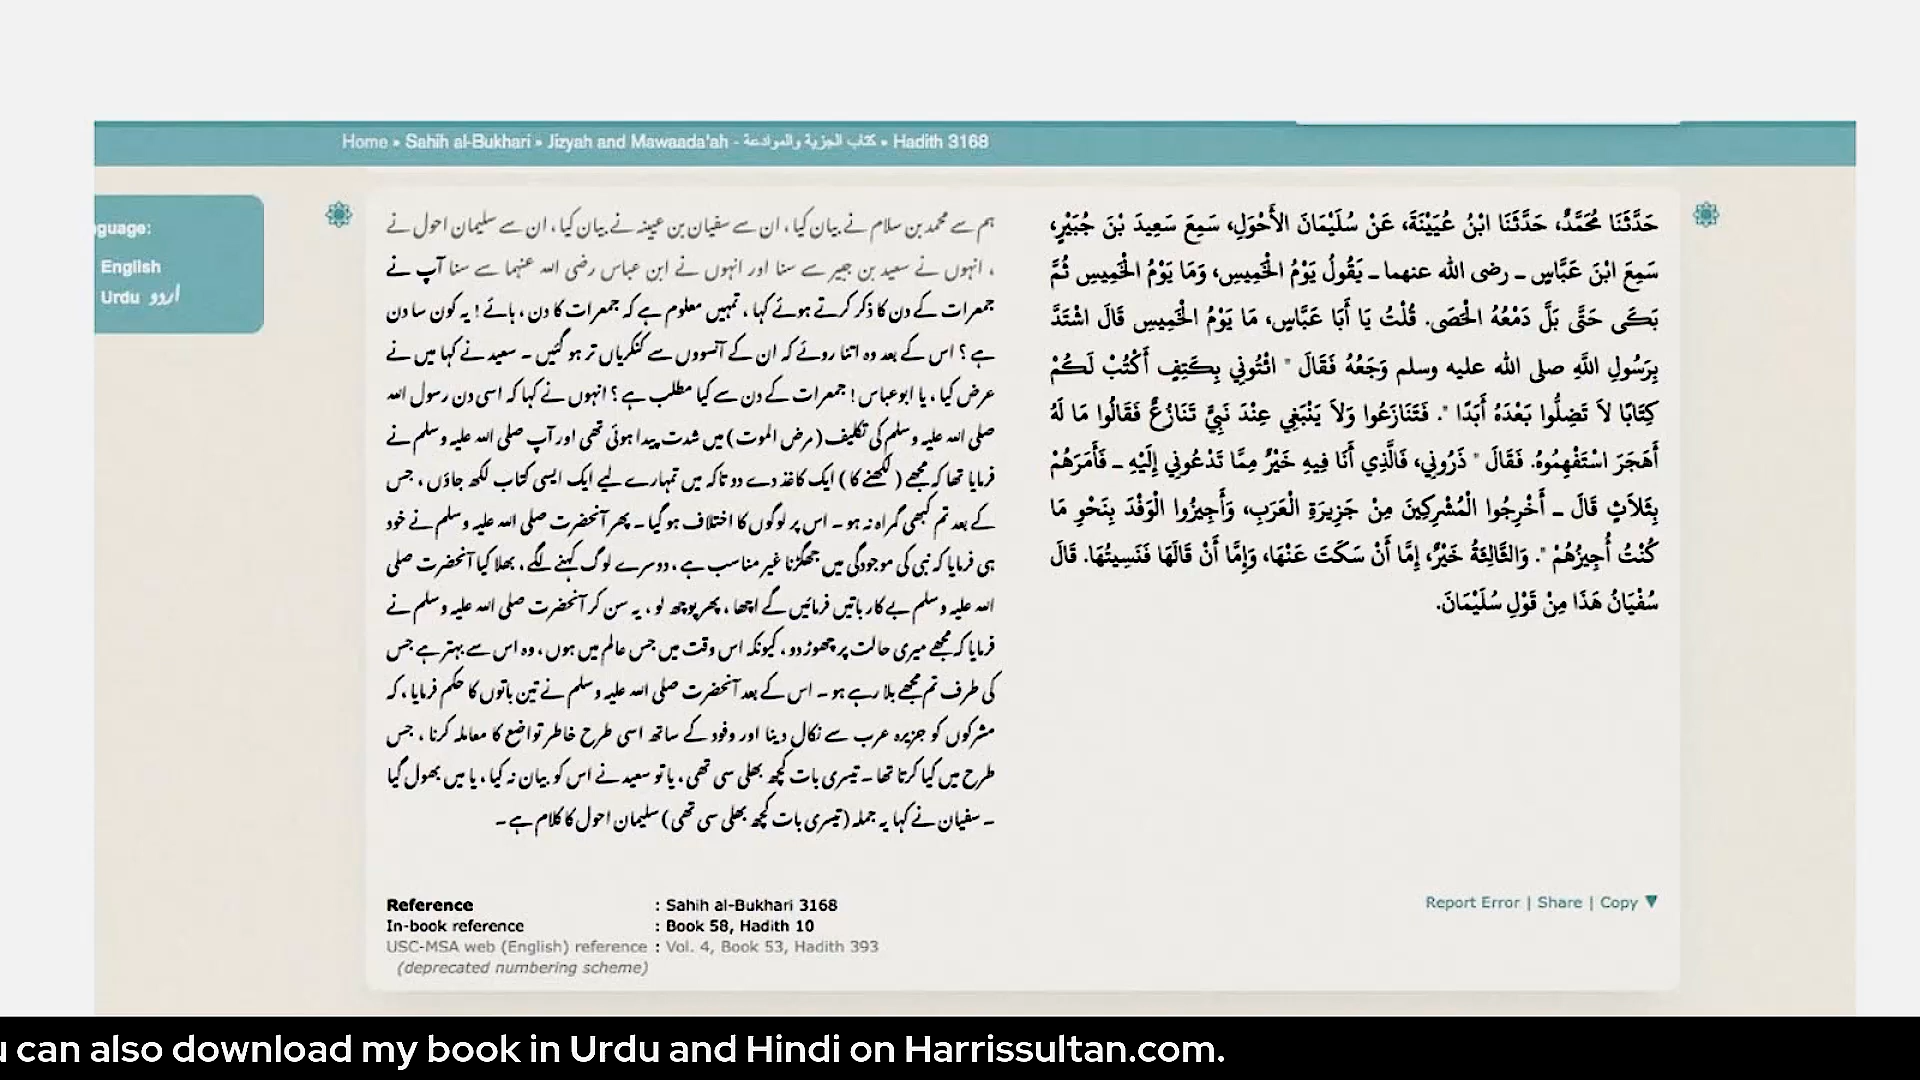 Home » Sahih al-Bukhari » Jizyah and Mawaada'ah - كتاب الجزية والموادعة » Hadith 3168
guage:
English
Urdu اردو
ہم سے محمد بن سلام نے بیان کیا ، ان سے سفیان بن عیینہ نے بیان کیا ، ان سے سلیمان احول نے
، انہوں نے سعید بن جبیر سے سنا اور انہوں نے ابن عباس رضی اللہ عنہما سے سنا آپ نے
جمعرات کے دن کا ذکر کرتے ہوئے کہا ، تمہیں معلوم ہے کہ جمعرات کا دن ، ہائے ! یہ کون سا دن
ہے ؟ اس کے بعد وہ اتنا روئے کہ ان کے آنسووں سے کنکریاں تر ہو گئیں ۔ سعید نے کہا میں نے
عرض کیا ، یا ابوعباس ! جمعرات کے دن سے کیا مطلب ہے ؟ انہوں نے کہا کہ اسی دن رسول اللہ
صلی اللہ علیہ وسلم کی تکلیف ( مرض الموت ) میں شدت پیدا ہوئی تھی اور آپ صلی اللہ علیہ وسلم نے
فرمایا تھا کہ مجھے ( لکھنے کا ) ایک کاغذ دے دو تاکہ میں تمہارے لیے ایک ایسی کتاب لکھ جاؤں ، جس
کے بعد تم کبھی گمراہ نہ ہو ۔ اس پر لوگوں کا اختلاف ہو گیا ۔ پھر آنحضرت صلی اللہ علیہ وسلم نے خود
ہی فرمایا کہ نبی کی موجودگی میں جھگڑنا غیر مناسب ہے ، دوسرے لوگ کہنے لگے ، بھلا کیا آنحضرت صلی
اللہ علیہ وسلم بے کار باتیں فرمائیں گے اچھا ، پھر پوچھ لو ، یہ سن کر آنحضرت صلی اللہ علیہ وسلم نے
فرمایا کہ مجھے میری حالت پر چھوڑ دو ، کیونکہ اس وقت میں جس عالم میں ہوں ، وہ اس سے بہتر ہے جس
کی طرف تم مجھے بلا رہے ہو ۔ اس کے بعد آنحضرت صلی اللہ علیہ وسلم نے تین باتوں کا حکم فرمایا ، کہ
مشرکوں کو جزیرہ عرب سے نکال دینا اور وفود کے ساتھ اسی طرح خاطر تواضع کا معاملہ کرنا ، جس
طرح میں کیا کرتا تھا ۔ تیسری بات کچھ بھلی سی تھی ، یا تو سعید نے اس کو بیان نہ کیا ، یا میں بھول گیا
۔ سفیان نے کہا یہ جملہ ( تیسری بات کچھ بھلی سی تھی ) سلیمان احول کا کلام ہے ۔
حَدَّثَنَا مُحَمَّدٌ، حَدَّثَنَا ابْنُ عُيَيْنَةَ، عَنْ سُلَيْمَانَ الأَحْوَلِ، سَمِعَ سَعِيدَ بْنَ جُبَيْرٍ،
سَمِعَ ابْنَ عَبَّاسٍ ـ رضى الله عنهما ـ يَقُولُ يَوْمُ الْخَمِيسِ، وَمَا يَوْمُ الْخَمِيسِ ثُمَّ
بَكَى حَتَّى بَلَّ دَمْعُهُ الْحَصَى. قُلْتُ يَا أَبَا عَبَّاسٍ، مَا يَوْمُ الْخَمِيسِ قَالَ اشْتَدَّ
بِرَسُولِ اللَّهِ صلى الله عليه وسلم وَجَعُهُ فَقَالَ " ائْتُونِي بِكَتِفٍ أَكْتُبْ لَكُمْ
كِتَابًا لاَ تَضِلُّوا بَعْدَهُ أَبَدًا ". فَتَنَازَعُوا وَلاَ يَنْبَغِي عِنْدَ نَبِيٍّ تَنَازُعٌ فَقَالُوا مَا لَهُ
أَهَجَرَ اسْتَفْهِمُوهُ. فَقَالَ " ذَرُونِي، فَالَّذِي أَنَا فِيهِ خَيْرٌ مِمَّا تَدْعُونِي إِلَيْهِ ـ فَأَمَرَهُمْ
بِثَلاَثٍ قَالَ ـ أَخْرِجُوا الْمُشْرِكِينَ مِنْ جَزِيرَةِ الْعَرَبِ، وَأَجِيزُوا الْوَفْدَ بِنَحْوِ مَا
كُنْتُ أُجِيزُهُمْ ". وَالثَّالِثَةُ خَيْرٌ، إِمَّا أَنْ سَكَتَ عَنْهَا، وَإِمَّا أَنْ قَالَهَا فَنَسِيتُهَا. قَالَ
سُفْيَانُ هَذَا مِنْ قَوْلِ سُلَيْمَانَ.
Reference : Sahih al-Bukhari 3168
In-book reference : Book 58, Hadith 10
USC-MSA web (English) reference : Vol. 4, Book 53, Hadith 393
(deprecated numbering scheme)
Report Error | Share | Copy ▼
u can also download my book in Urdu and Hindi on Harrissultan.com.